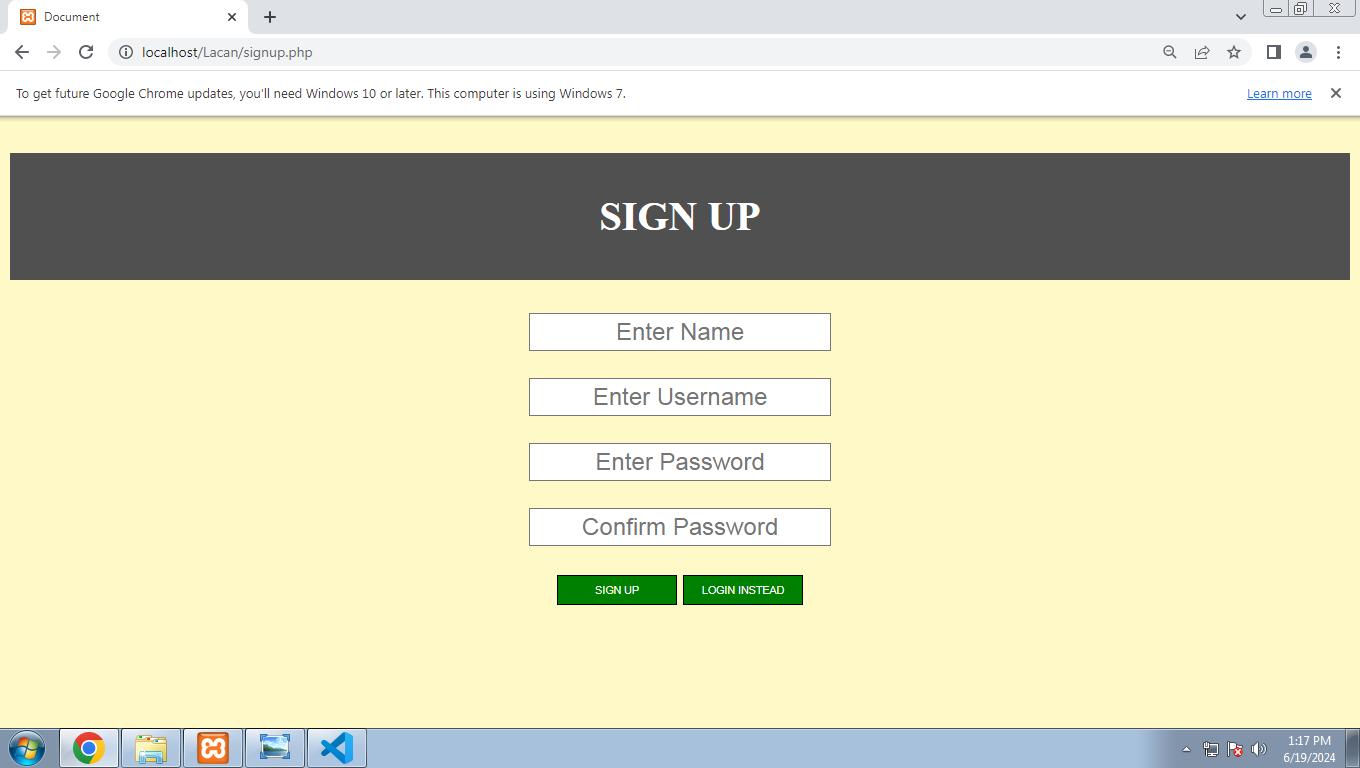 Document
localhost/Lacan/signup.php
To get future Google Chrome updates, you'll need Windows 10 or later. This computer is using Windows 7. Learn more
SIGN UP
Enter Name
Enter Username
Enter Password
Confirm Password
SIGN UP LOGIN INSTEAD
1:17 PM
6/19/2024